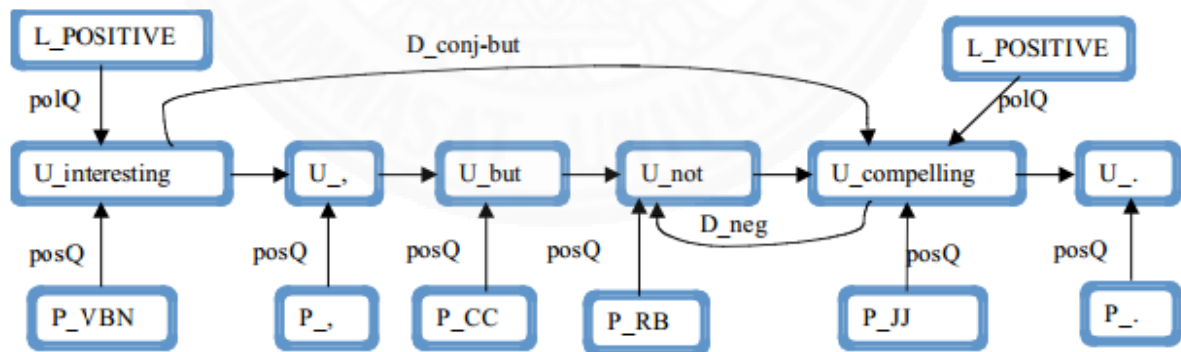 L_POSITIVE
D_conj-but
L_POSITIVE
polQ
polQ
U_interesting
U_,
U_but
U_not
U_compelling
U_.
D_neg
posQ
posQ
posQ
posQ
posQ
posQ
P_VBN
P_,
P_CC
P_RB
P_JJ
P_.